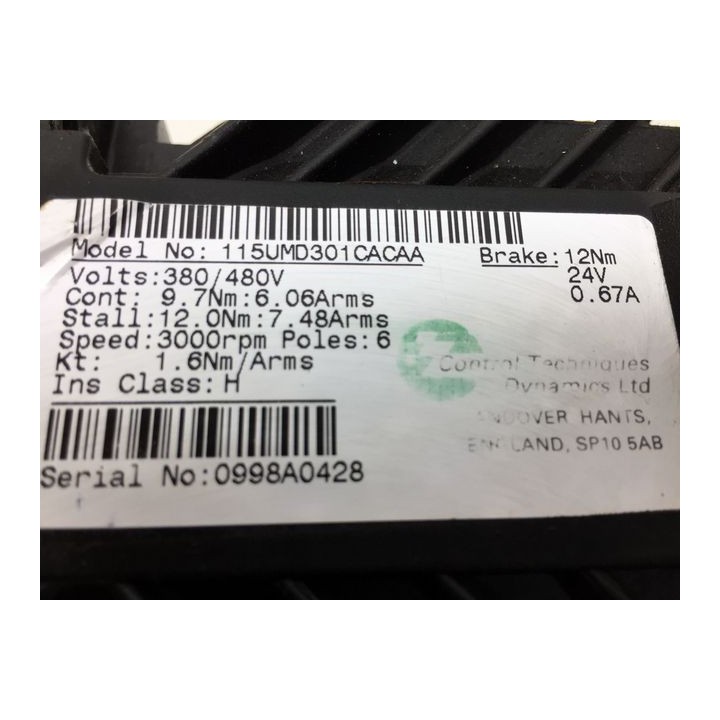 Model No: 115UMD301CACAA
Brake: 12Nm
24V
0.67A
Volts:380/480V
Cont: 9.7Nm:6.06Arms
Stall:12.0Nm:7.48Arms
Speed:3000rpm Poles:6
Kt: 1.6Nm/Arms
Ins Class: H
Control Techniques
Dynamics Ltd
ANDOVER HANTS,
ENGLAND, SP10 5AB
Serial No:0998A0428